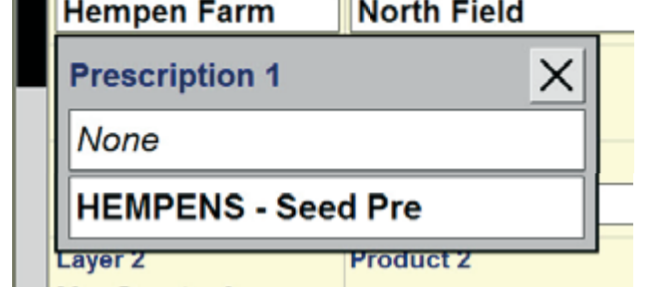 Hempen Farm North Field
Prescription 1
None
HEMPENS - Seed Pre
Layer 2 Product 2